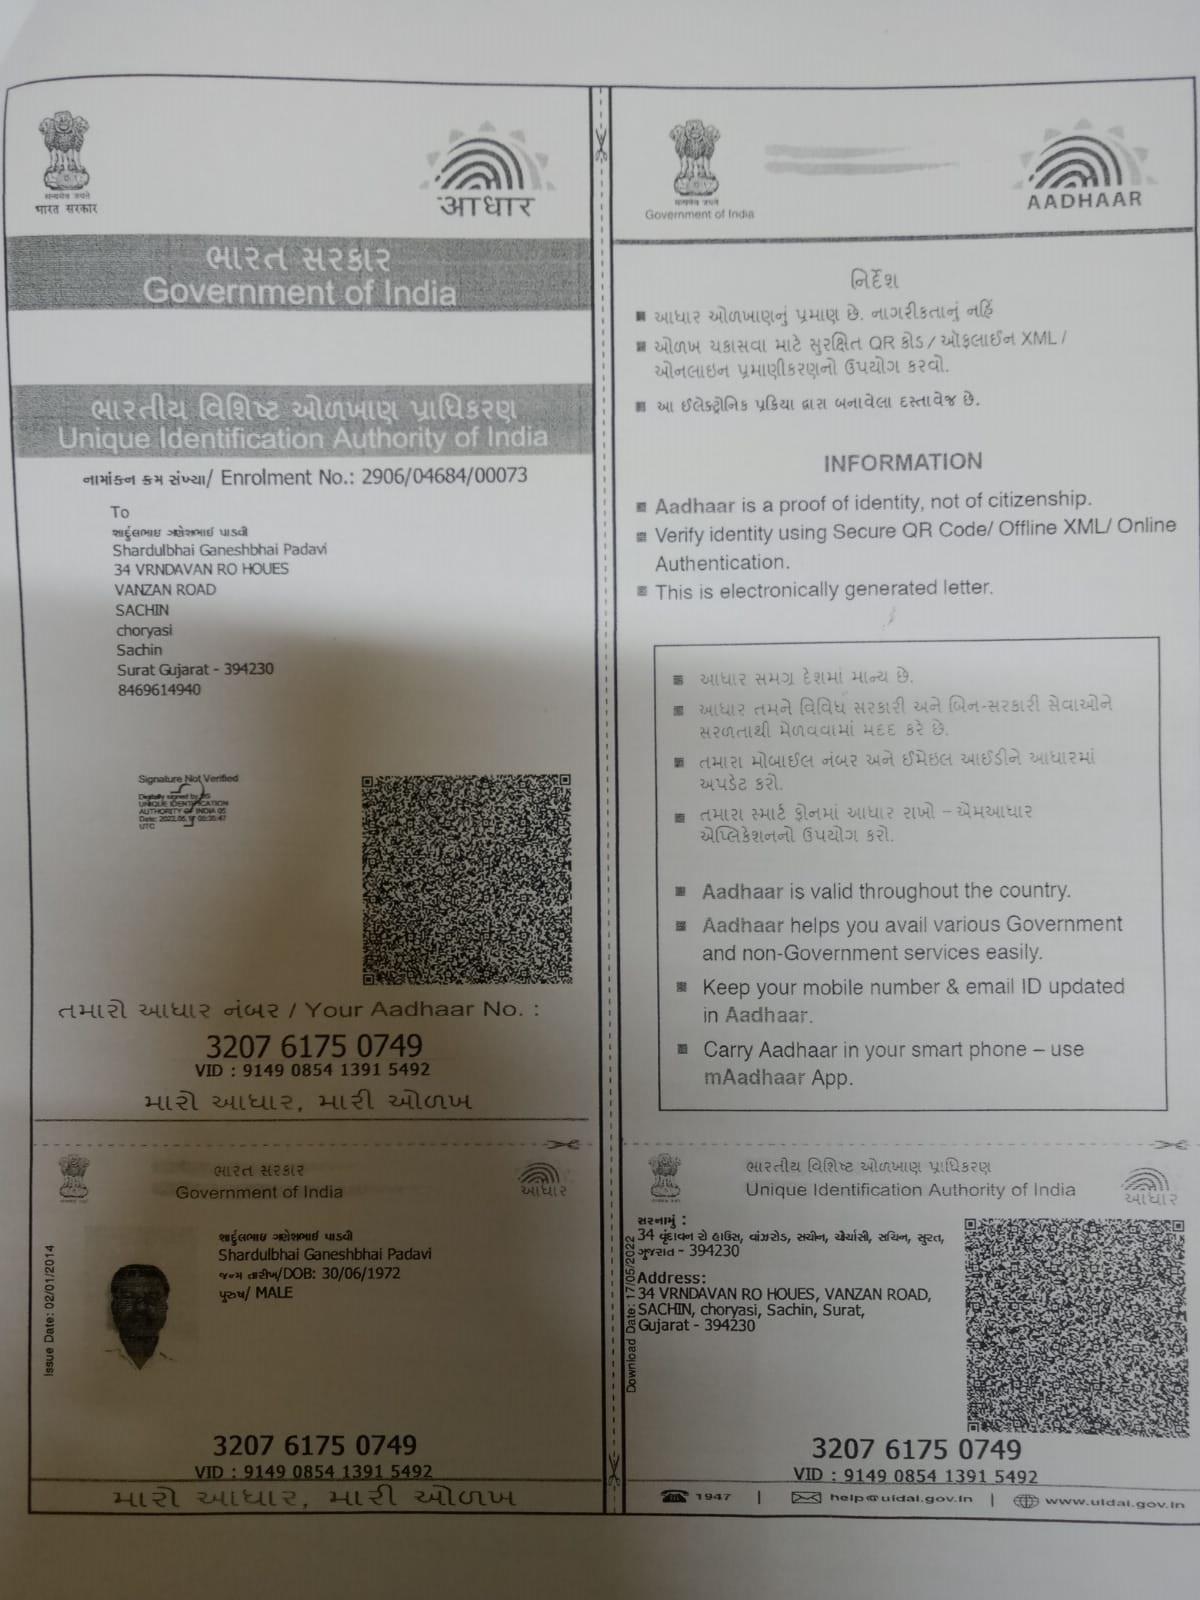 सत्यमेव जयते
भारत सरकार
आधार
ભારત સરકાર
Government of India
ભારતીય વિશિષ્ટ ઓળખાણ પ્રાધિકરણ
Unique Identification Authority of India
નામાંકન ક્રમ સંખ્યા/ Enrolment No.: 2906/04684/00073
To
શાર્દુલભાઇ ગણેશભાઈ પાડવી
Shardulbhai Ganeshbhai Padavi
34 VRNDAVAN RO HOUES
VANZAN ROAD
SACHIN
choryasi
Sachin
Surat Gujarat - 394230
8469614940
Signature Not Verified
Digitally signed by DS
UNIQUE IDENTIFICATION
AUTHORITY OF INDIA 05
Date: 2022.05
UTC
તમારો આધાર નંબર / Your Aadhaar No. :
3207 6175 0749
VID : 9149 0854 1391 5492
મારો આધાર, મારી ઓળખ
ભારત સરકાર
Government of India
આધાર
Issue Date: 02/01/2014
શાર્દુલભાઇ ગણેશભાઈ પાડવી
Shardulbhai Ganeshbhai Padavi
જન્મ તારીખ/DOB: 30/06/1972
પુરુષ/ MALE
3207 6175 0749
VID : 9149 0854 1391 5492
મારો આધાર, મારી ઓળખ
सत्यमेव जयते
Government of India
AADHAAR
નિર્દેશ
આધાર ઓળખાણનું પ્રમાણ છે. નાગરીકતાનું નહિં
ઓળખ ચકાસવા માટે સુરક્ષિત QR કોડ / ઑફલાઈન XML /
ઓનલાઇન પ્રમાણીકરણનો ઉપયોગ કરવો.
આ ઈલેક્ટ્રોનિક પ્રક્રિયા દ્વારા બનાવેલા દસ્તાવેજ છે.
INFORMATION
Aadhaar is a proof of identity, not of citizenship.
Verify identity using Secure QR Code/ Offline XML/ Online
Authentication.
This is electronically generated letter.
આધાર સમગ્ર દેશમાં માન્ય છે.
આધાર તમને વિવિધ સરકારી અને બિન-સરકારી સેવાઓને
સરળતાથી મેળવવામાં મદદ કરે છે.
તમારા મોબાઈલ નંબર અને ઈમેઇલ આઈડીને આધારમાં
અપડેટ કરો.
તમારા સ્માર્ટ ફોનમાં આધાર રાખો – એમઆધાર
એપ્લિકેશનનો ઉપયોગ કરો.
Aadhaar is valid throughout the country.
Aadhaar helps you avail various Government
and non-Government services easily.
Keep your mobile number & email ID updated
in Aadhaar.
Carry Aadhaar in your smart phone – use
mAadhaar App.
ભારતીય વિશિષ્ટ ઓળખાણ પ્રાધિકરણ
Unique Identification Authority of India
આધાર
Download Date: 17/05/2022
સરનામું :
34 વૃંદાવન રો હાઉસ, વાંઝરોડ, સચીન, ચૌર્યાસી, સચિન, સુરત,
ગુજરાત - 394230
Address:
34 VRNDAVAN RO HOUES, VANZAN ROAD,
SACHIN, choryasi, Sachin, Surat,
Gujarat - 394230
3207 6175 0749
VID : 9149 0854 1391 5492
1947 | help@uidai.gov.in | www.uidai.gov.in